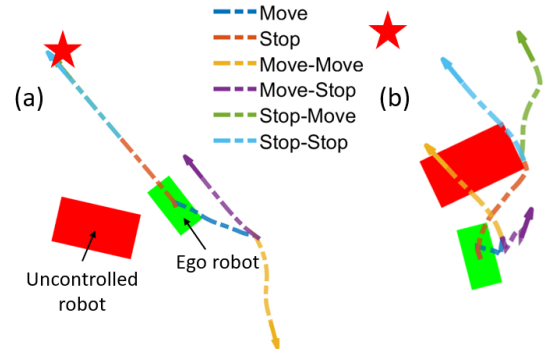 Move
Stop
Move-Move
Move-Stop
Stop-Move
Stop-Stop
(a)
(b)
Ego robot
Uncontrolled
robot